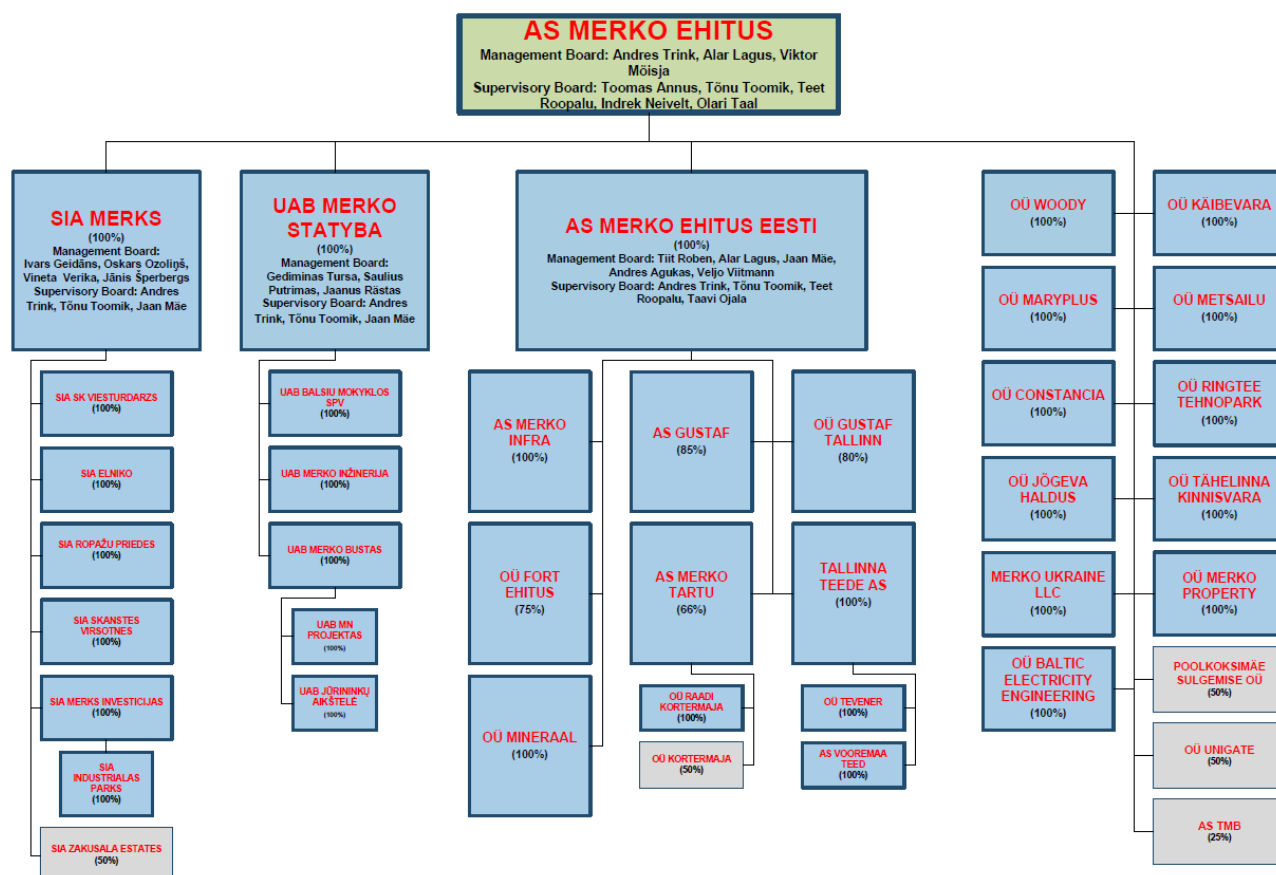 AS MERKO EHITUS
Management Board: Andres Trink, Alar Lagus, Viktor
Mõisja
Supervisory Board: Toomas Annus, Tõnu Toomik, Teet
Roopalu, Indrek Neivelt, Olari Taal
SIA MERKS
(100%)
Management Board:
Ivars Geidāns, Oskars Ozoliņš,
Vineta Verika, Jānis Šperbergs
Supervisory Board: Andres
Trink, Tõnu Toomik, Jaan Mäe
SIA SK VIESTURDARZS
(100%)
SIA ELNIKO
(100%)
SIA ROPAŽU PRIEDES
(100%)
SIA SKANSTES
VIRSOTNES
(100%)
SIA MERKS INVESTICIJAS
(100%)
SIA
INDUSTRIALAS
PARKS
(100%)
SIA ZAKUSALA ESTATES
(50%)
UAB MERKO
STATYBA
(100%)
Management Board:
Gediminas Tursa, Saulius
Putrimas, Jaanus Rästas
Supervisory Board: Andres
Trink, Tõnu Toomik, Jaan Mäe
UAB BALSIU MOKYKLOS
SPV
(100%)
UAB MERKO INŽINERIJA
(100%)
UAB MERKO BUSTAS
(100%)
UAB MN
PROJEKTAS
(100%)
UAB JŪRININKŲ
AIKŠTELĖ
(100%)
AS MERKO EHITUS EESTI
(100%)
Management Board: Tiit Roben, Alar Lagus, Jaan Mäe,
Andres Agukas, Veljo Viitmann
Supervisory Board: Andres Trink, Tõnu Toomik, Teet
Roopalu, Taavi Ojala
AS MERKO
INFRA
(100%)
AS GUSTAF
(85%)
OÜ GUSTAF
TALLINN
(80%)
OÜ FORT
EHITUS
(75%)
AS MERKO
TARTU
(66%)
TALLINNA
TEEDE AS
(100%)
OÜ MINERAAL
(100%)
OÜ RAADI
KORTERMAJA
(100%)
OÜ KORTERMAJA
(50%)
OÜ TEVENER
(100%)
AS VOOREMAA
TEED
(100%)
OÜ WOODY
(100%)
OÜ KÄIBEVARA
(100%)
OÜ MARYPLUS
(100%)
OÜ METSAILU
(100%)
OÜ CONSTANCIA
(100%)
OÜ RINGTEE
TEHNOPARK
(100%)
OÜ JÕGEVA
HALDUS
(100%)
OÜ TÄHELINNA
KINNISVARA
(100%)
MERKO UKRAINE
LLC
(100%)
OÜ MERKO
PROPERTY
(100%)
OÜ BALTIC
ELECTRICITY
ENGINEERING
(100%)
POOLKOKSIMÄE
SULGEMISE OÜ
(50%)
OÜ UNIGATE
(50%)
AS TMB
(25%)